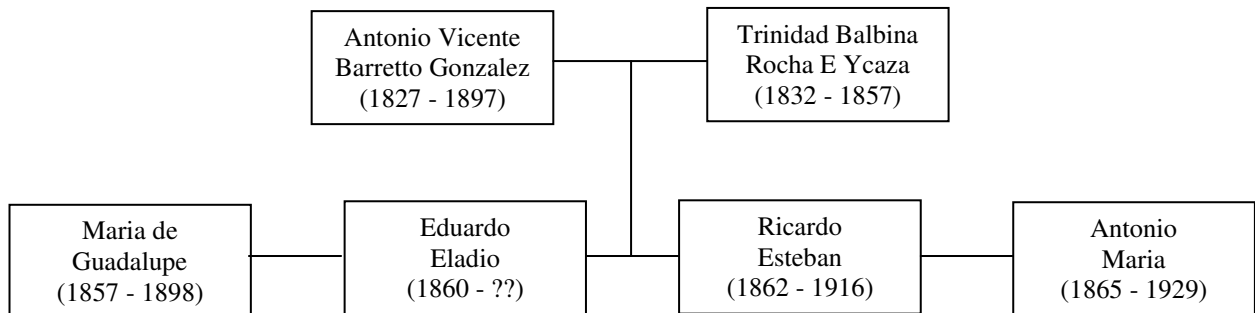 Antonio Vicente
Barretto Gonzalez
(1827 - 1897)
Trinidad Balbina
Rocha E Ycaza
(1832 - 1857)
Maria de
Guadalupe
(1857 - 1898)
Eduardo
Eladio
(1860 - ??)
Ricardo
Esteban
(1862 - 1916)
Antonio
Maria
(1865 - 1929)